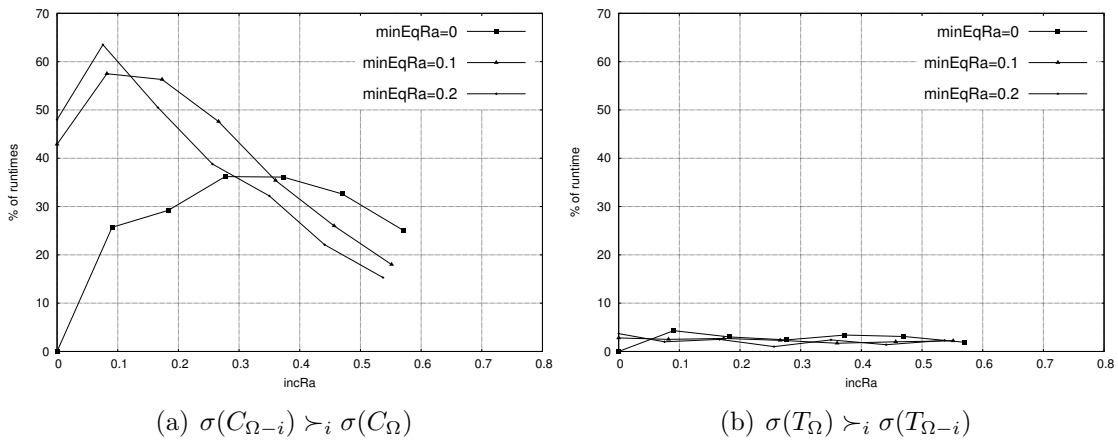 70
60
50
40
30
20
10
0
% of runtimes
minEqRa=0
minEqRa=0.1
minEqRa=0.2
0 0.1 0.2 0.3 0.4 0.5 0.6 0.7 0.8
incRa
(a) σ(C_{Ω−i}) ≻_i σ(C_Ω)
70
60
50
40
30
20
10
0
% of runtime
minEqRa=0
minEqRa=0.1
minEqRa=0.2
0 0.1 0.2 0.3 0.4 0.5 0.6 0.7 0.8
incRa
(b) σ(T_Ω) ≻_i σ(T_{Ω−i})